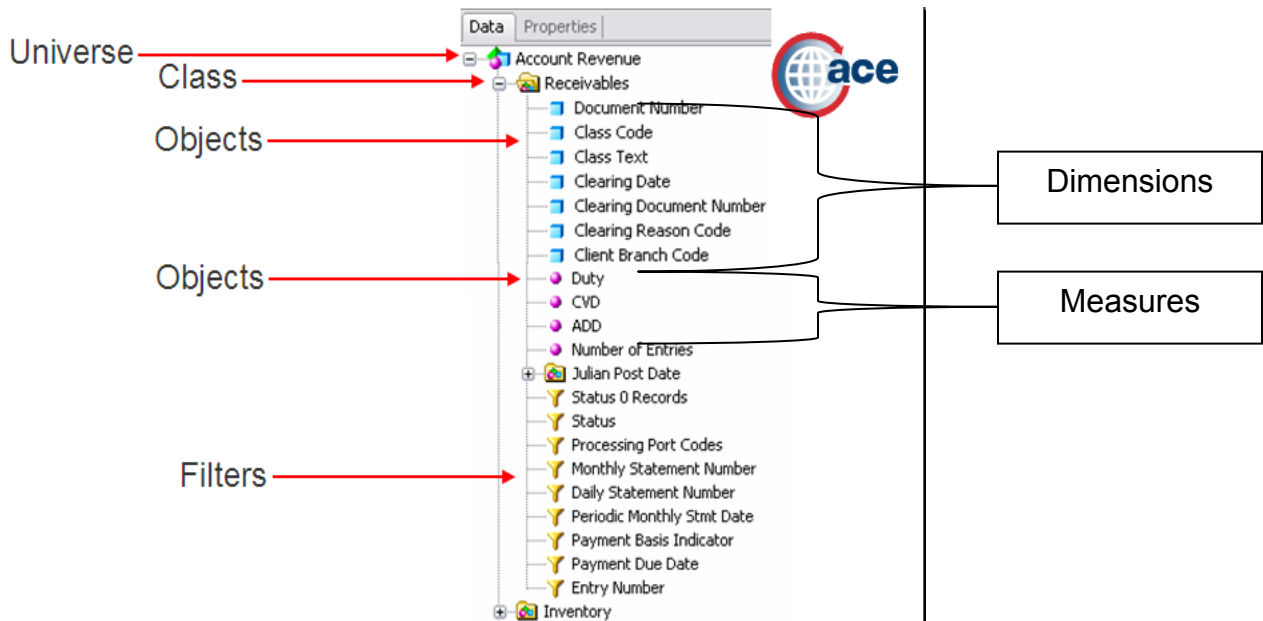 Data Properties
Universe
Account Revenue
ace
Class
Receivables
Document Number
Objects
Class Code
Class Text
Clearing Date
Dimensions
Clearing Document Number
Clearing Reason Code
Client Branch Code
Objects
Duty
CVD
Measures
ADD
Number of Entries
Julian Post Date
Status 0 Records
Status
Processing Port Codes
Filters
Monthly Statement Number
Daily Statement Number
Periodic Monthly Stmt Date
Payment Basis Indicator
Payment Due Date
Entry Number
Inventory